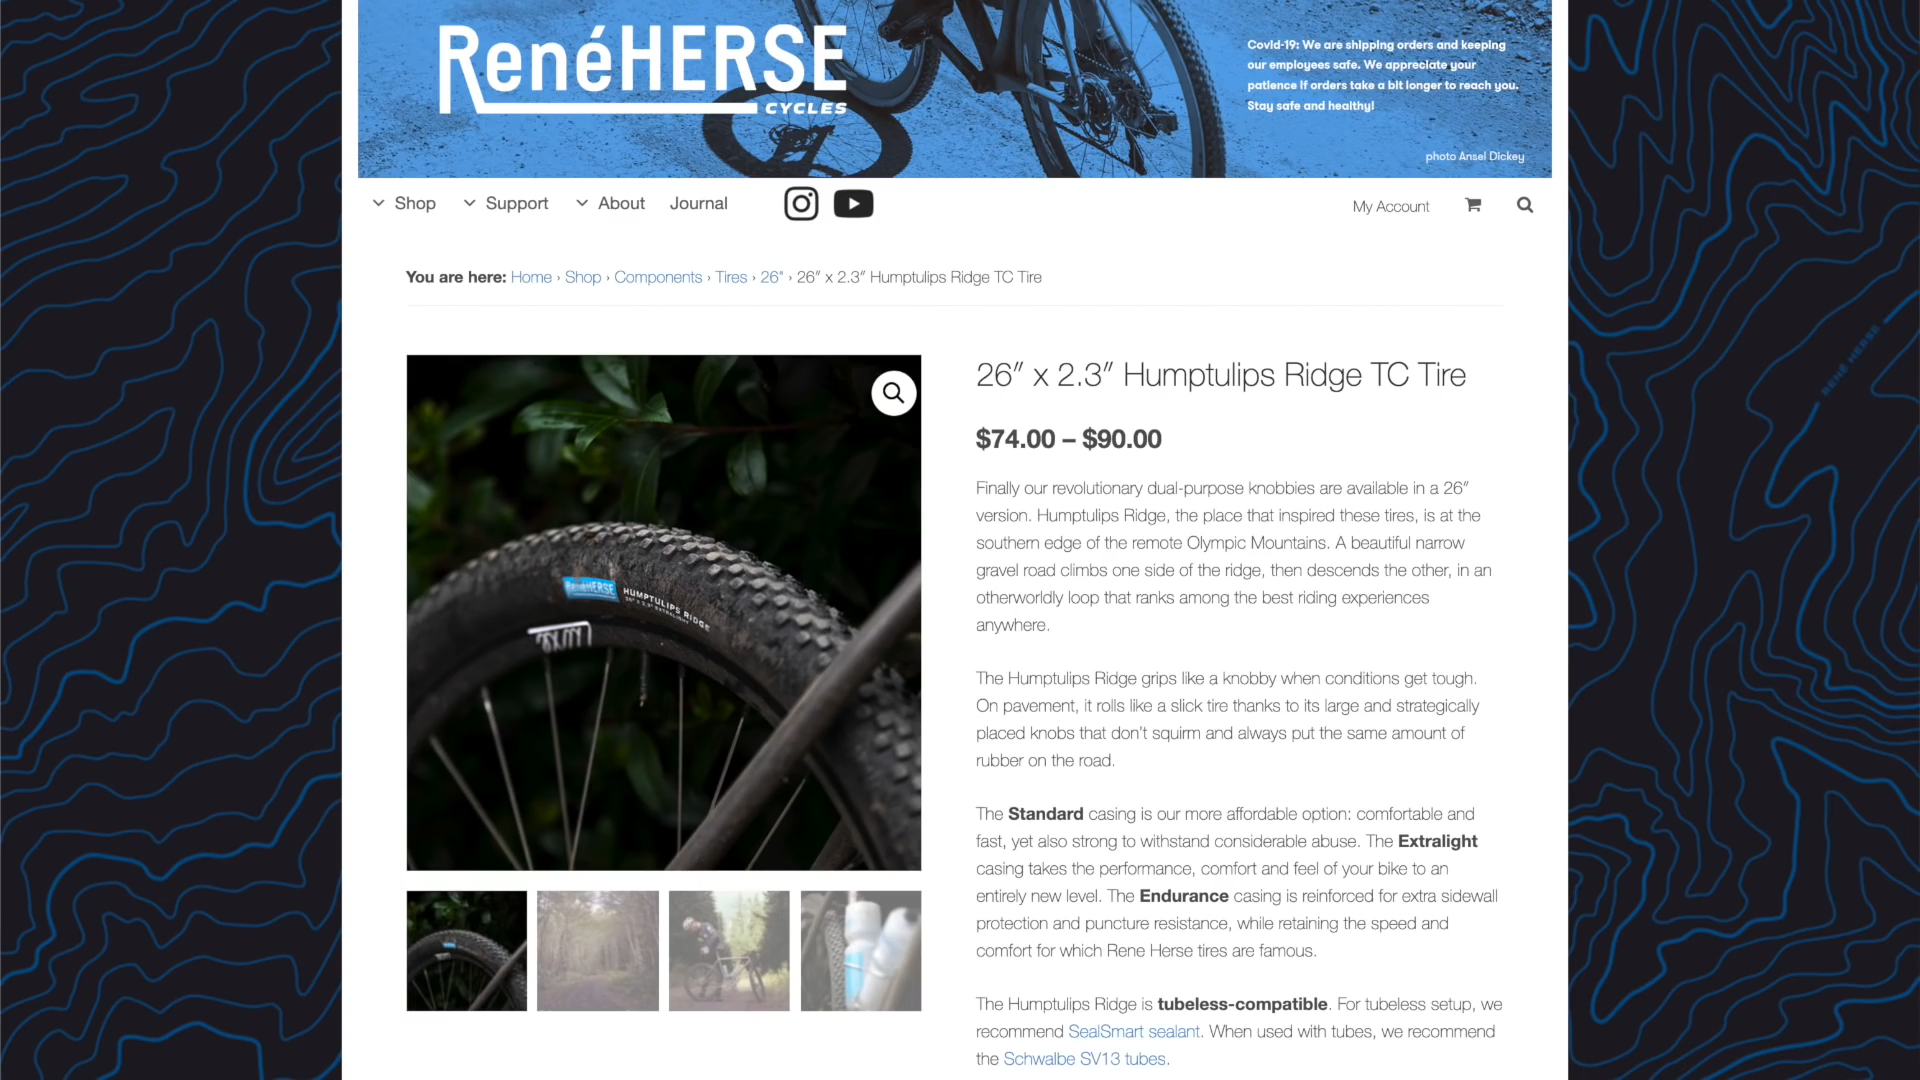 RenéHERSE
CYCLES
Covid-19: We are shipping orders and keeping
our employees safe. We appreciate your
patience if orders take a bit longer to reach you.
Stay safe and healthy!
photo Ansel Dickey
Shop
Support
About
Journal
My Account
You are here: Home › Shop › Components › Tires › 26" › 26″ x 2.3″ Humptulips Ridge TC Tire
RenéHERSE
HUMPTULIPS RIDGE
26" X 2.3" EXTRALIGHT
26″ x 2.3″ Humptulips Ridge TC Tire
$74.00 – $90.00
Finally our revolutionary dual-purpose knobbies are available in a 26″
version. Humptulips Ridge, the place that inspired these tires, is at the
southern edge of the remote Olympic Mountains. A beautiful narrow
gravel road climbs one side of the ridge, then descends the other, in an
otherworldly loop that ranks among the best riding experiences
anywhere.
The Humptulips Ridge grips like a knobby when conditions get tough.
On pavement, it rolls like a slick tire thanks to its large and strategically
placed knobs that don't squirm and always put the same amount of
rubber on the road.
The Standard casing is our more affordable option: comfortable and
fast, yet also strong to withstand considerable abuse. The Extralight
casing takes the performance, comfort and feel of your bike to an
entirely new level. The Endurance casing is reinforced for extra sidewall
protection and puncture resistance, while retaining the speed and
comfort for which Rene Herse tires are famous.
The Humptulips Ridge is tubeless-compatible. For tubeless setup, we
recommend SealSmart sealant. When used with tubes, we recommend
the Schwalbe SV13 tubes.
RENÉ HERSE